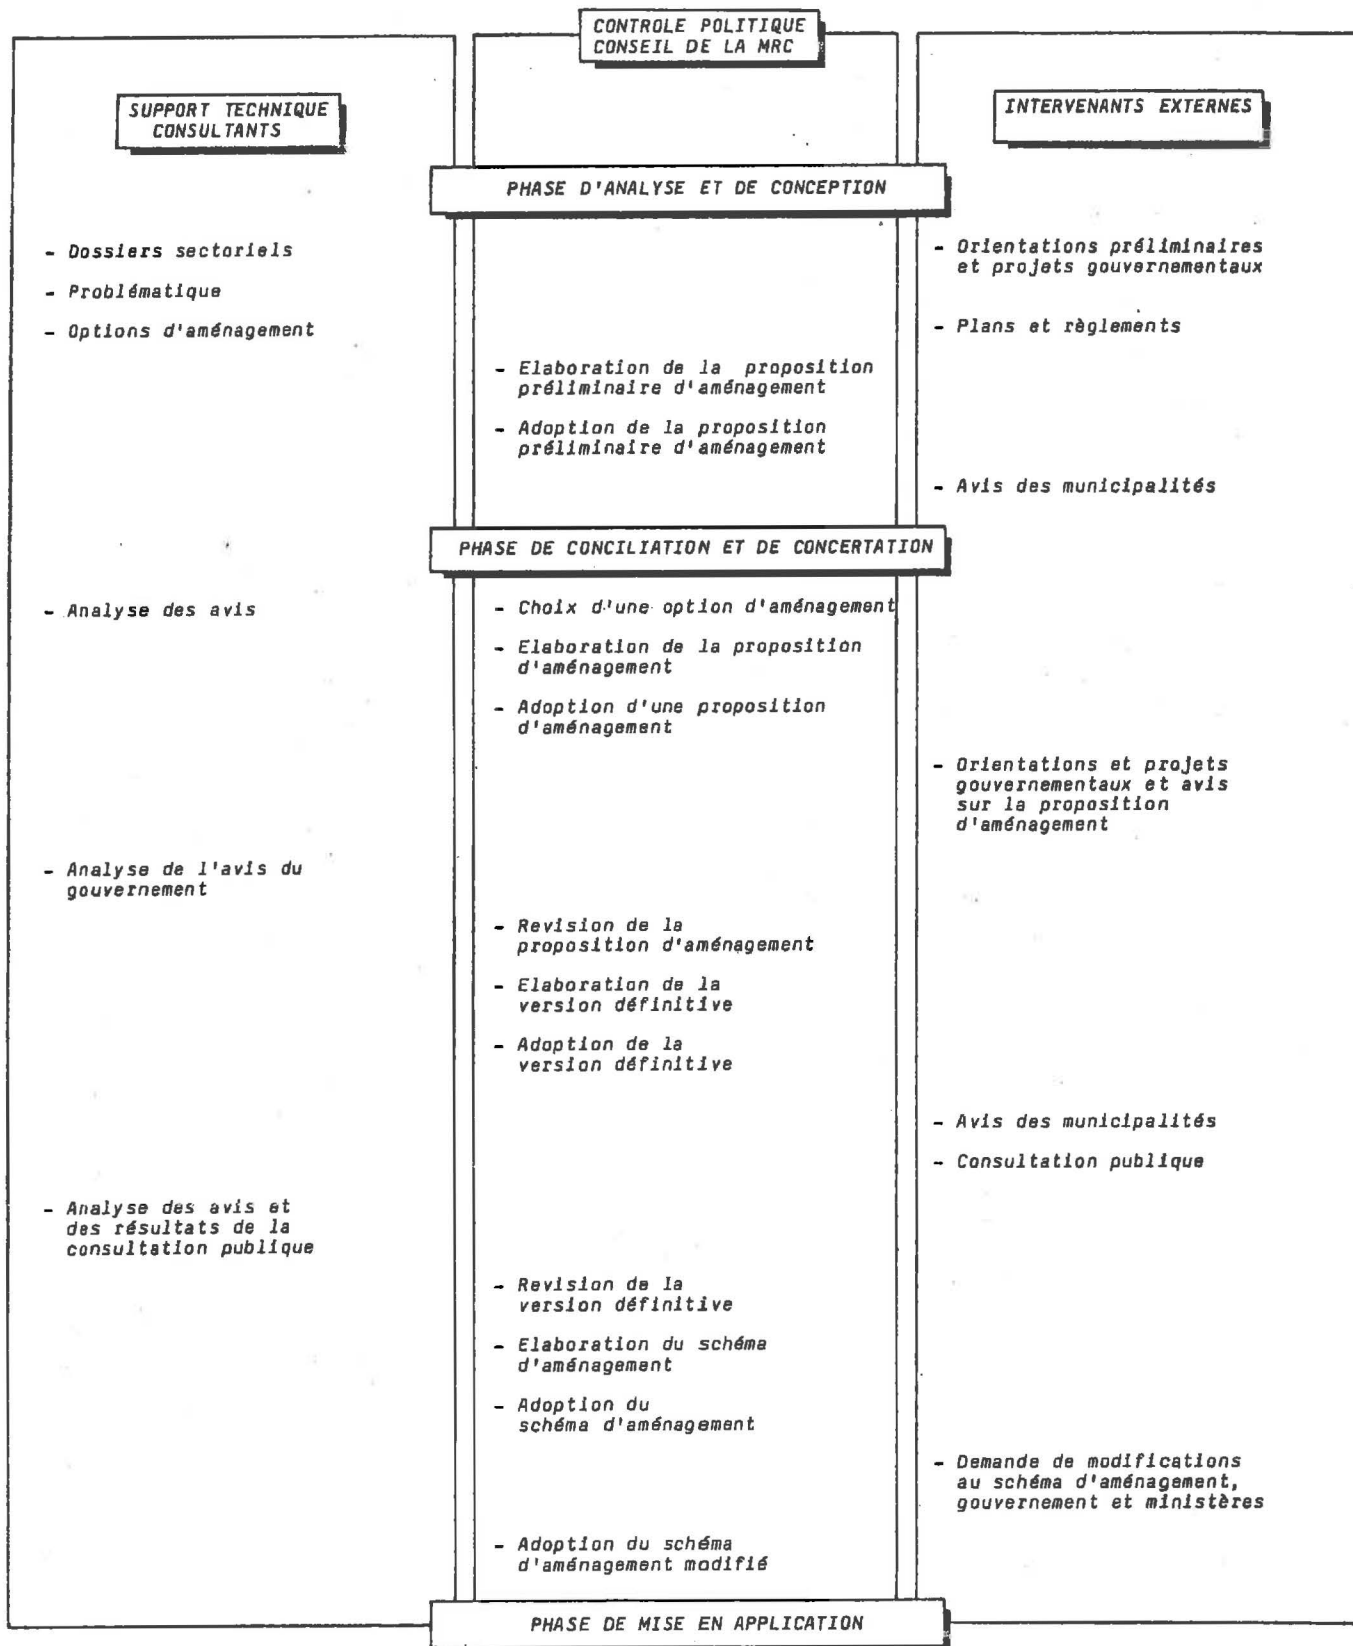 CONTROLE POLITIQUE
CONSEIL DE LA MRC
SUPPORT TECHNIQUE
CONSULTANTS
INTERVENANTS EXTERNES
PHASE D'ANALYSE ET DE CONCEPTION
- Dossiers sectoriels
- Problématique
- Options d'aménagement
- Orientations préliminaires
et projets gouvernementaux
- Plans et règlements
- Elaboration de la proposition
préliminaire d'aménagement
- Adoption de la proposition
préliminaire d'aménagement
- Avis des municipalités
PHASE DE CONCILIATION ET DE CONCERTATION
- Analyse des avis
- Choix d'une option d'aménagement
- Elaboration de la proposition
d'aménagement
- Adoption d'une proposition
d'aménagement
- Orientations et projets
gouvernementaux et avis
sur la proposition
d'aménagement
- Analyse de l'avis du
gouvernement
- Revision de la
proposition d'aménagement
- Elaboration de la
version définitive
- Adoption de la
version définitive
- Avis des municipalités
- Consultation publique
- Analyse des avis et
des résultats de la
consultation publique
- Revision de la
version définitive
- Elaboration du schéma
d'aménagement
- Adoption du
schéma d'aménagement
- Demande de modifications
au schéma d'aménagement,
gouvernement et ministères
- Adoption du schéma
d'aménagement modifié
PHASE DE MISE EN APPLICATION